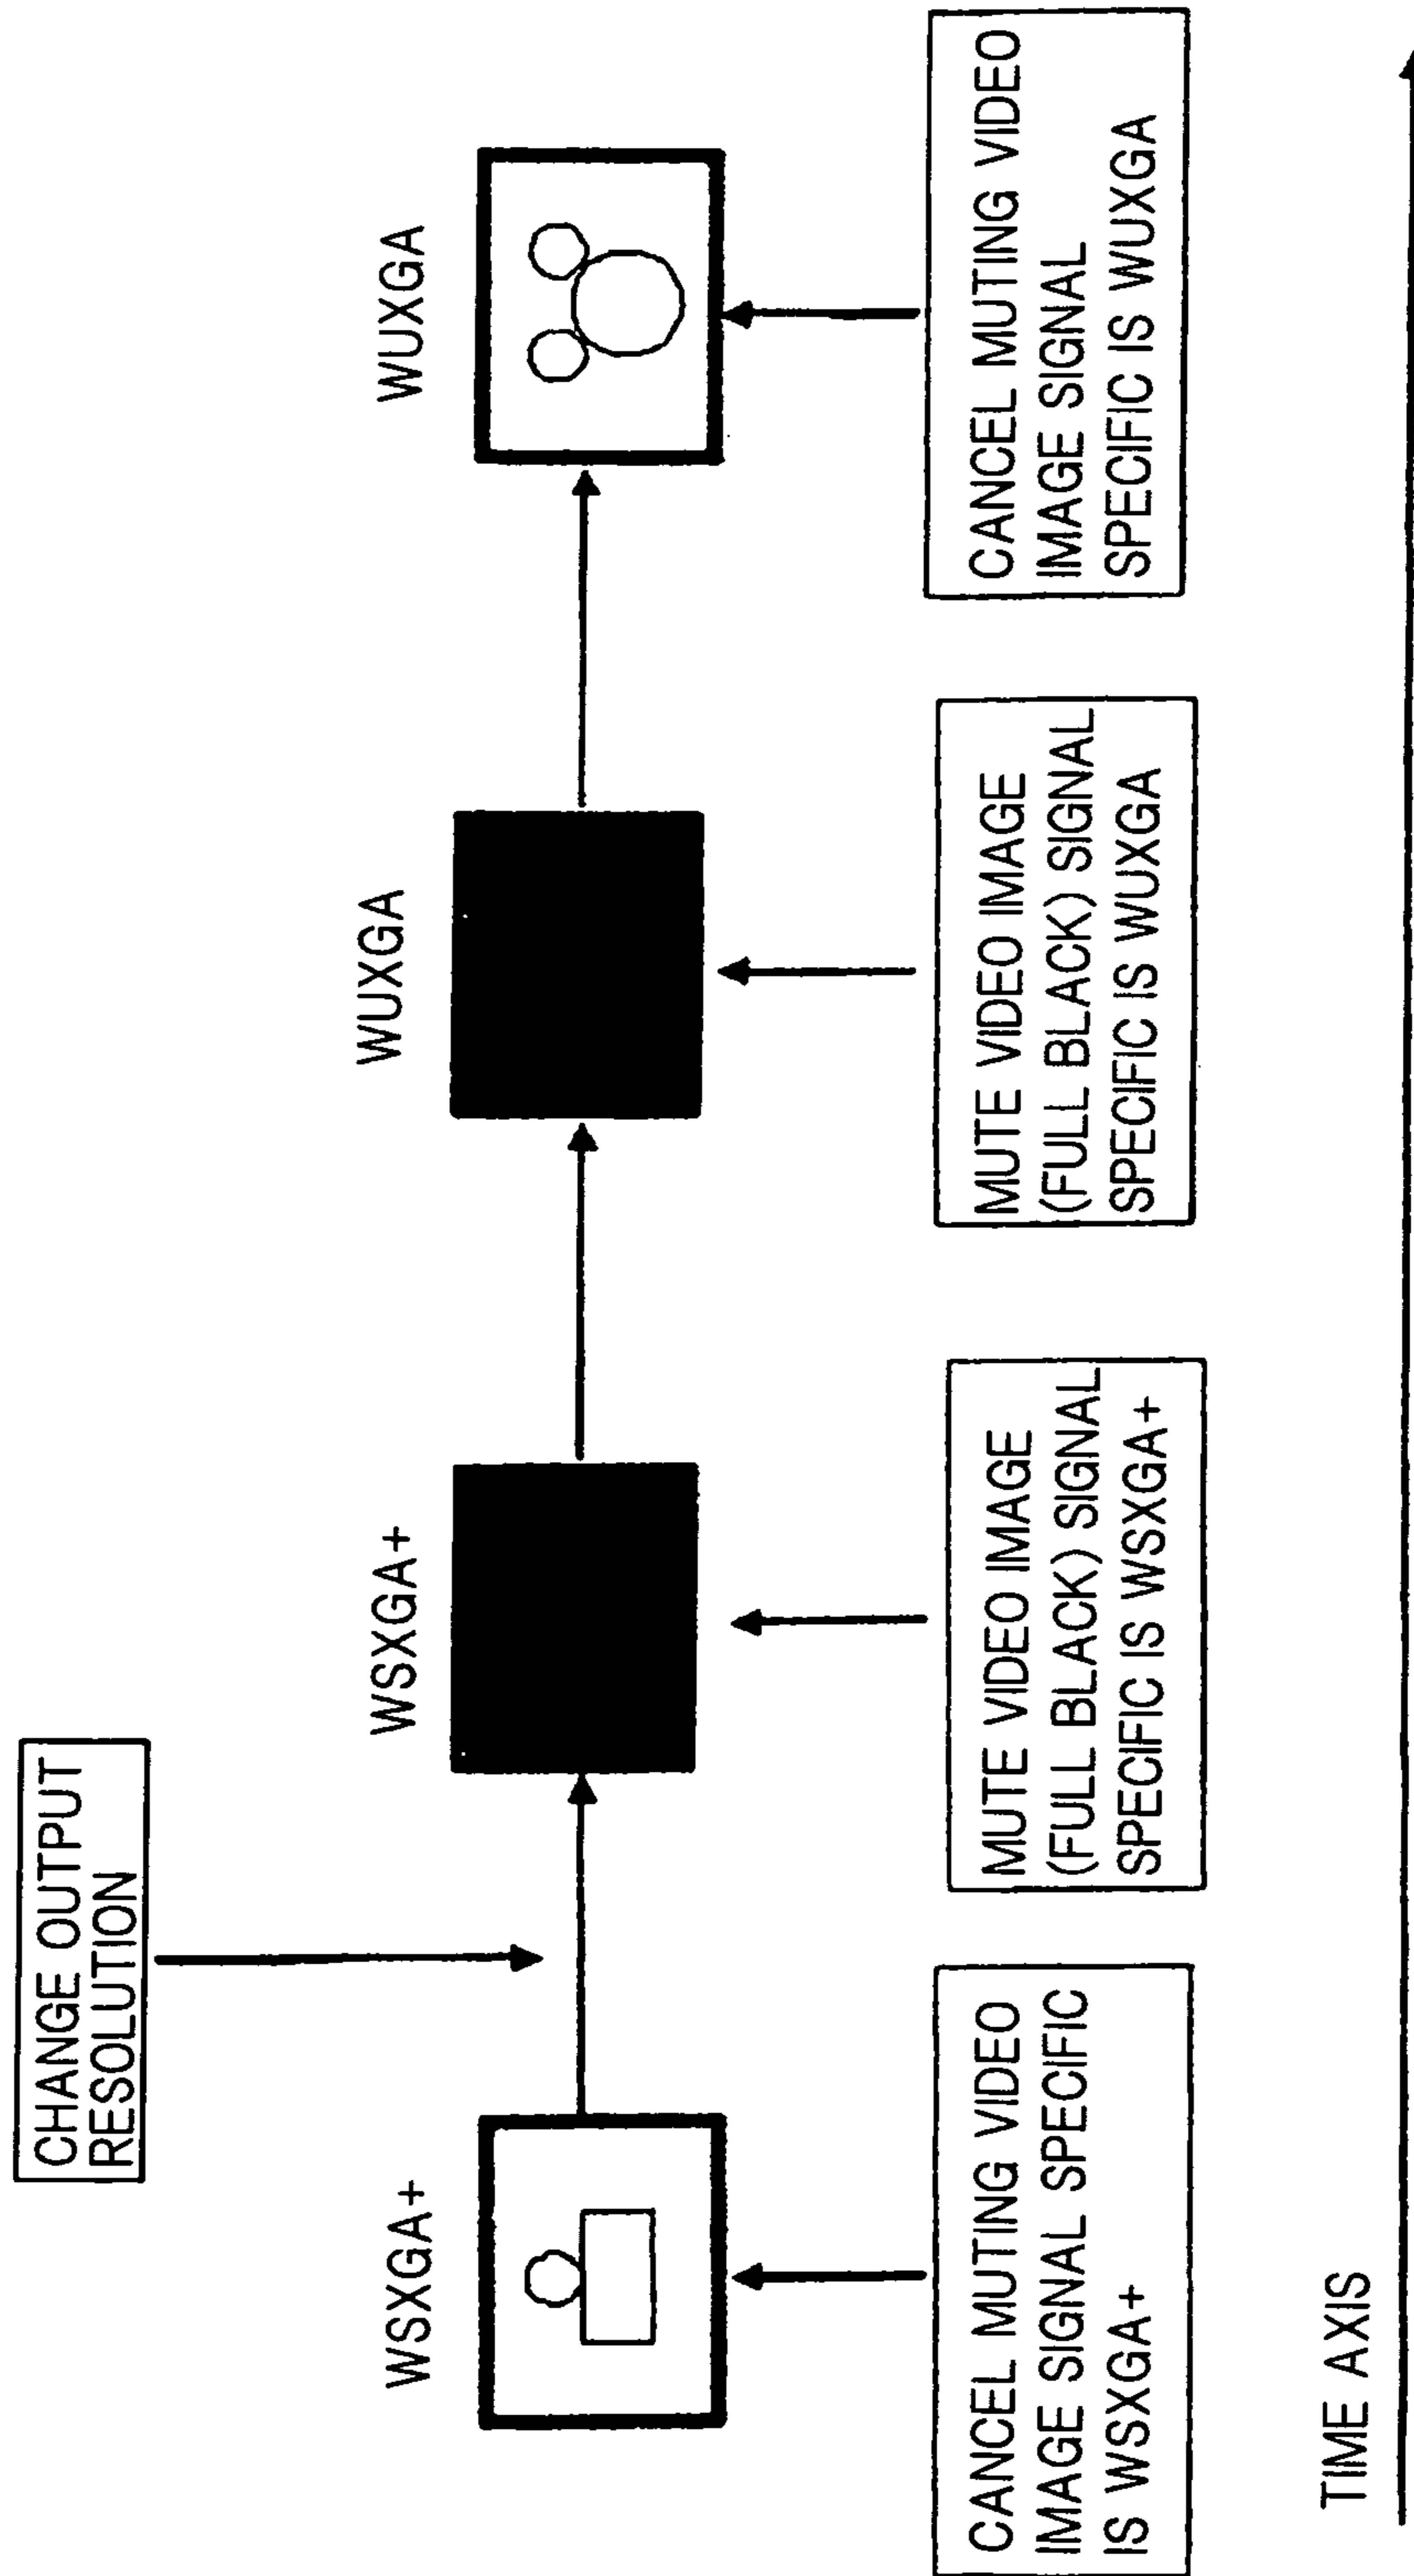 CHANGE OUTPUT
RESOLUTION
WSXGA+
WSXGA+
WUXGA
WUXGA
CANCEL MUTING VIDEO
IMAGE SIGNAL SPECIFIC
IS WSXGA+
MUTE VIDEO IMAGE
(FULL BLACK) SIGNAL
SPECIFIC IS WSXGA+
MUTE VIDEO IMAGE
(FULL BLACK) SIGNAL
SPECIFIC IS WUXGA
CANCEL MUTING VIDEO
IMAGE SIGNAL
SPECIFIC IS WUXGA
TIME AXIS